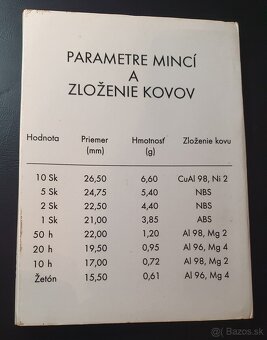 PARAMETRE MINCÍ
A
ZLOŽENIE KOVOV
Hodnota Priemer Hmotnosť Zloženie kovu
(mm) (g)
10 Sk 26,50 6,60 CuAl 98, Ni 2
5 Sk 24,75 5,40 NBS
2 Sk 22,50 4,40 NBS
1 Sk 21,00 3,85 ABS
50 h 22,00 1,20 Al 98, Mg 2
20 h 19,50 0,95 Al 96, Mg 4
10 h 17,00 0,72 Al 98, Mg 2
Žetón 15,50 0,61 Al 96, Mg 4
Bazos.sk